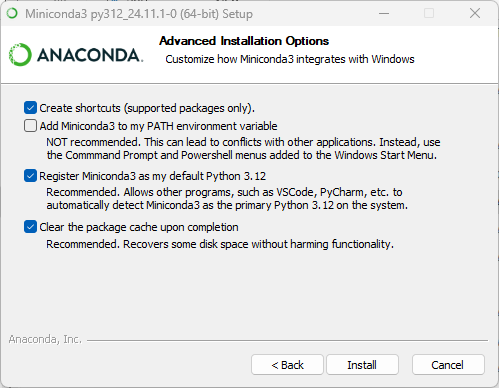 Miniconda3 py312_24.11.1-0 (64-bit) Setup
ANACONDA.
Advanced Installation Options
Customize how Miniconda3 integrates with Windows
Create shortcuts (supported packages only).
Add Miniconda3 to my PATH environment variable
NOT recommended. This can lead to conflicts with other applications. Instead, use
the Commmand Prompt and Powershell menus added to the Windows Start Menu.
Register Miniconda3 as my default Python 3.12
Recommended. Allows other programs, such as VSCode, PyCharm, etc. to
automatically detect Miniconda3 as the primary Python 3.12 on the system.
Clear the package cache upon completion
Recommended. Recovers some disk space without harming functionality.
Anaconda, Inc.
< Back
Install
Cancel